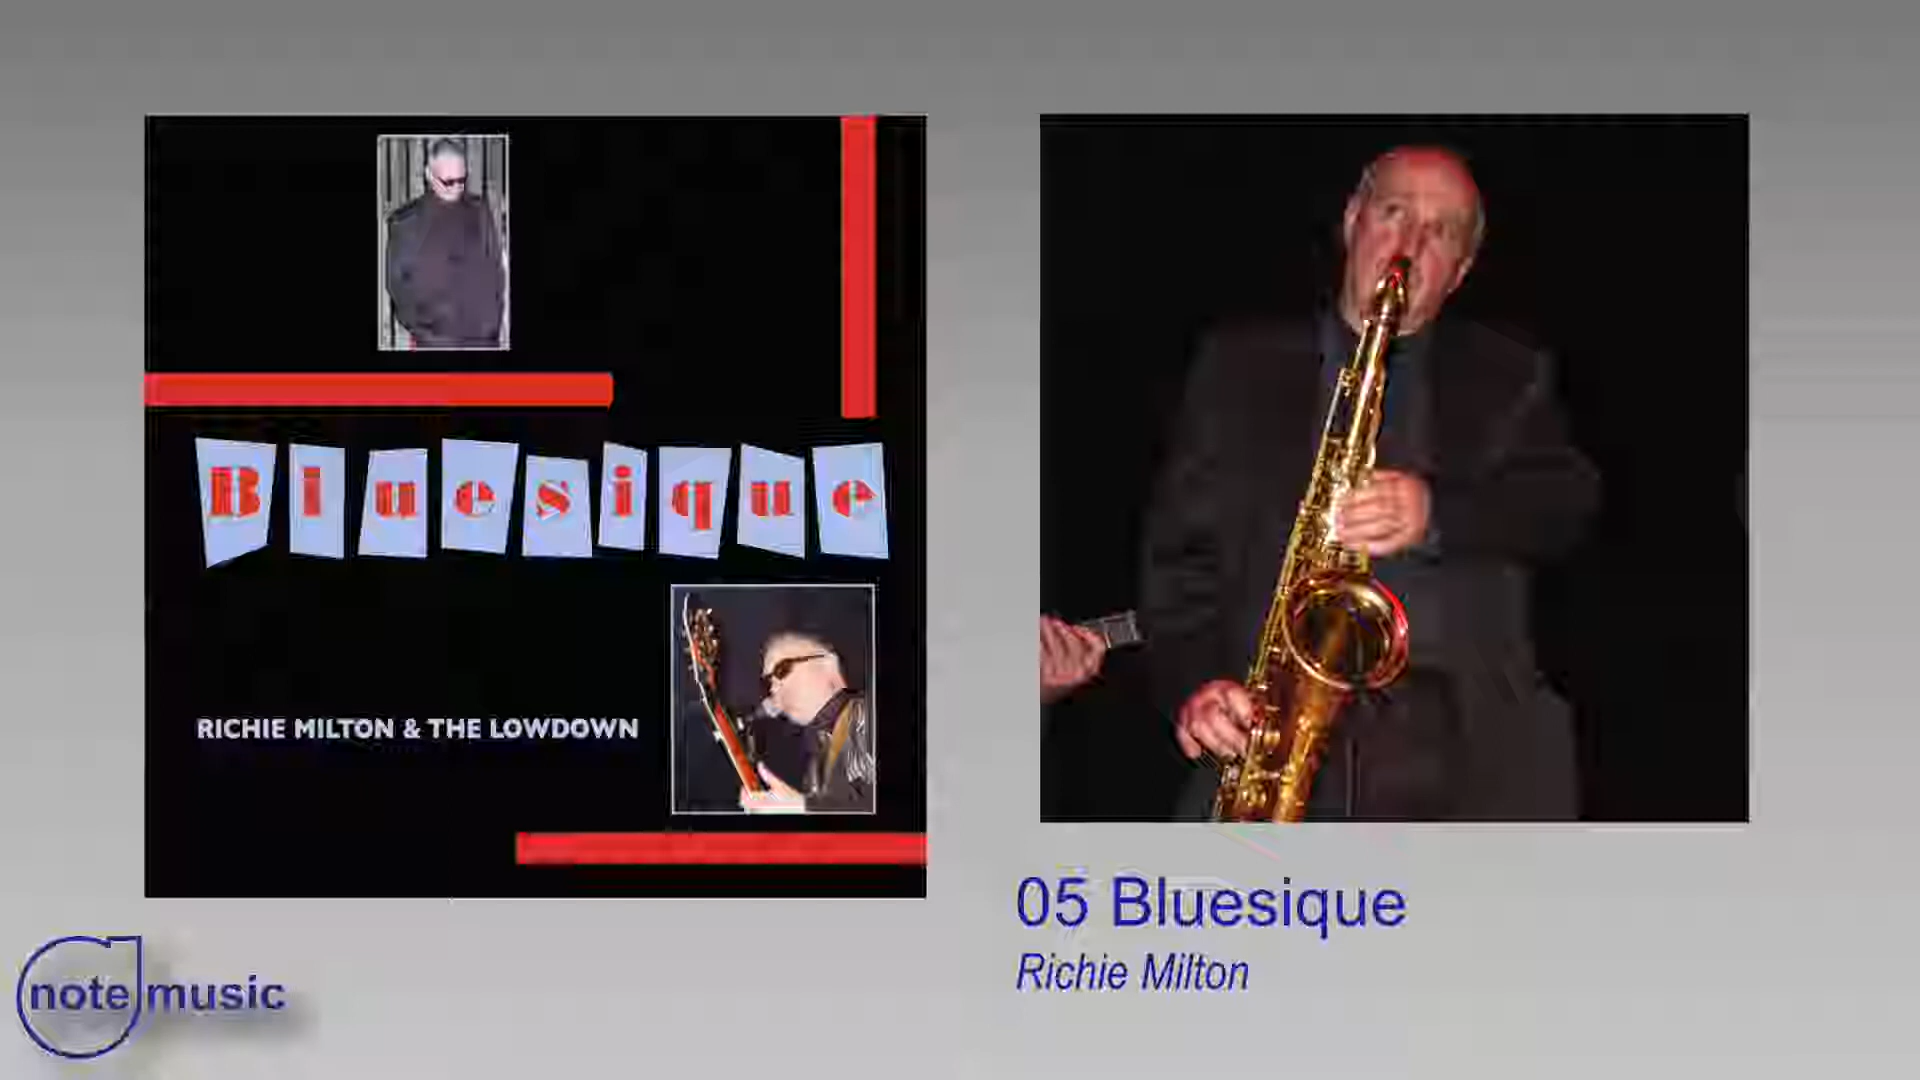 Bluesique
RICHIE MILTON & THE LOWDOWN
05 Bluesique
Richie Milton
note music